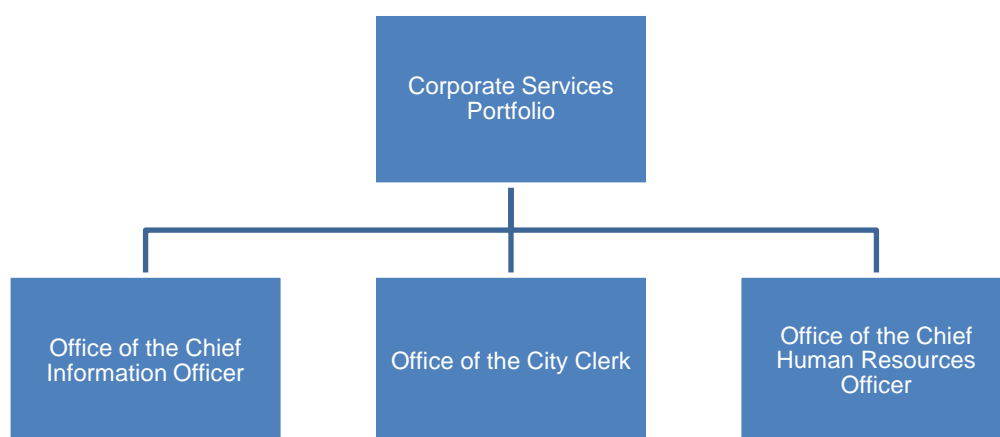 Corporate Services
Portfolio
Office of the Chief
Information Officer
Office of the City Clerk
Office of the Chief
Human Resources
Officer